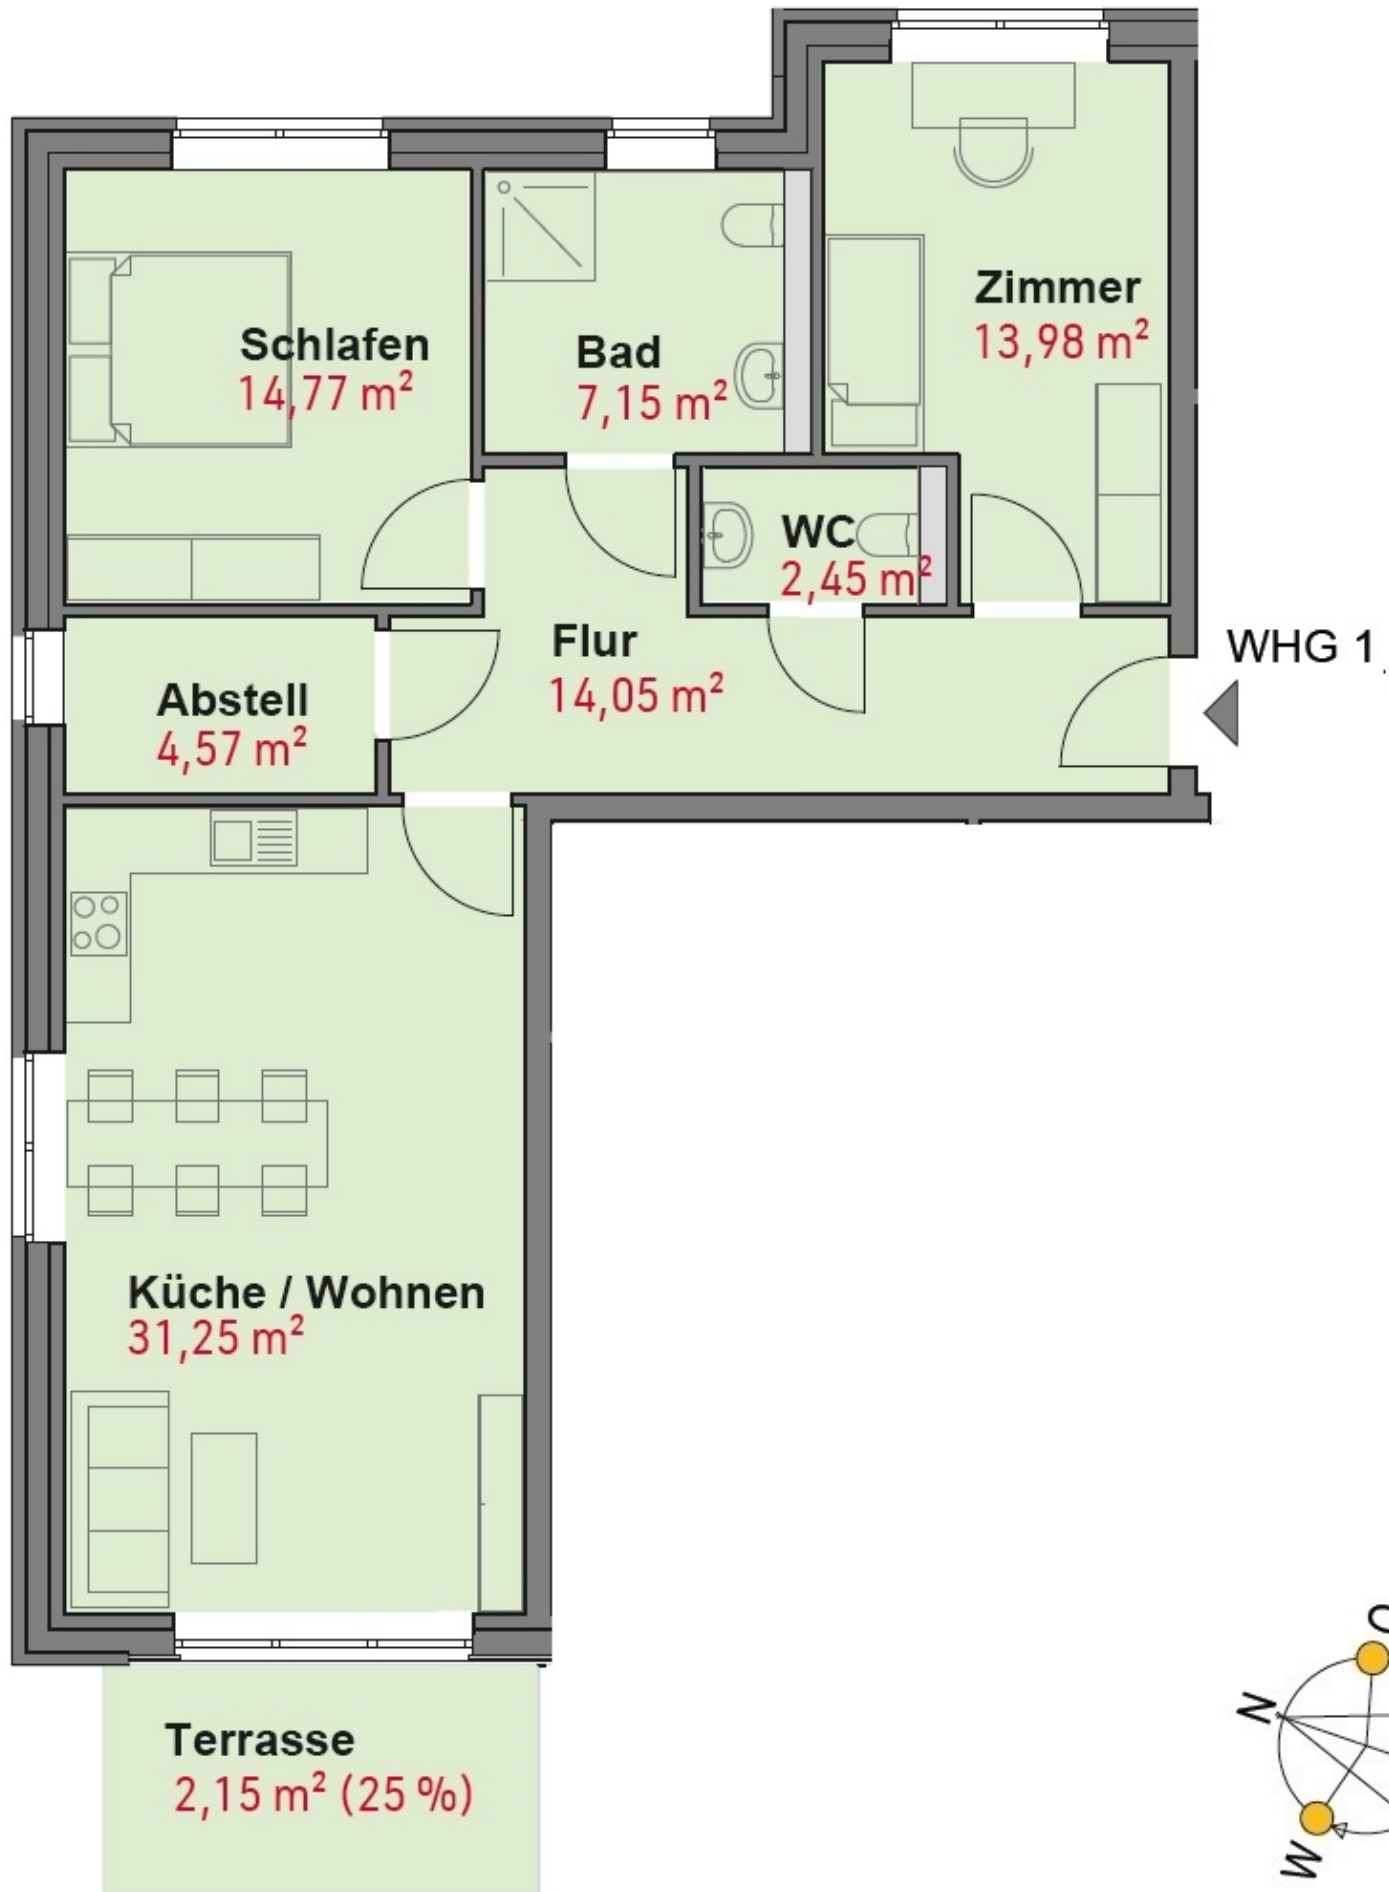 Zimmer
13,98 m²
Schlafen
14,77 m²
Bad
7,15 m²
WC
2,45 m²
Flur
14,05 m²
WHG 1
Abstell
4,57 m²
Küche / Wohnen
31,25 m²
Terrasse
2,15 m² (25 %)
N
W